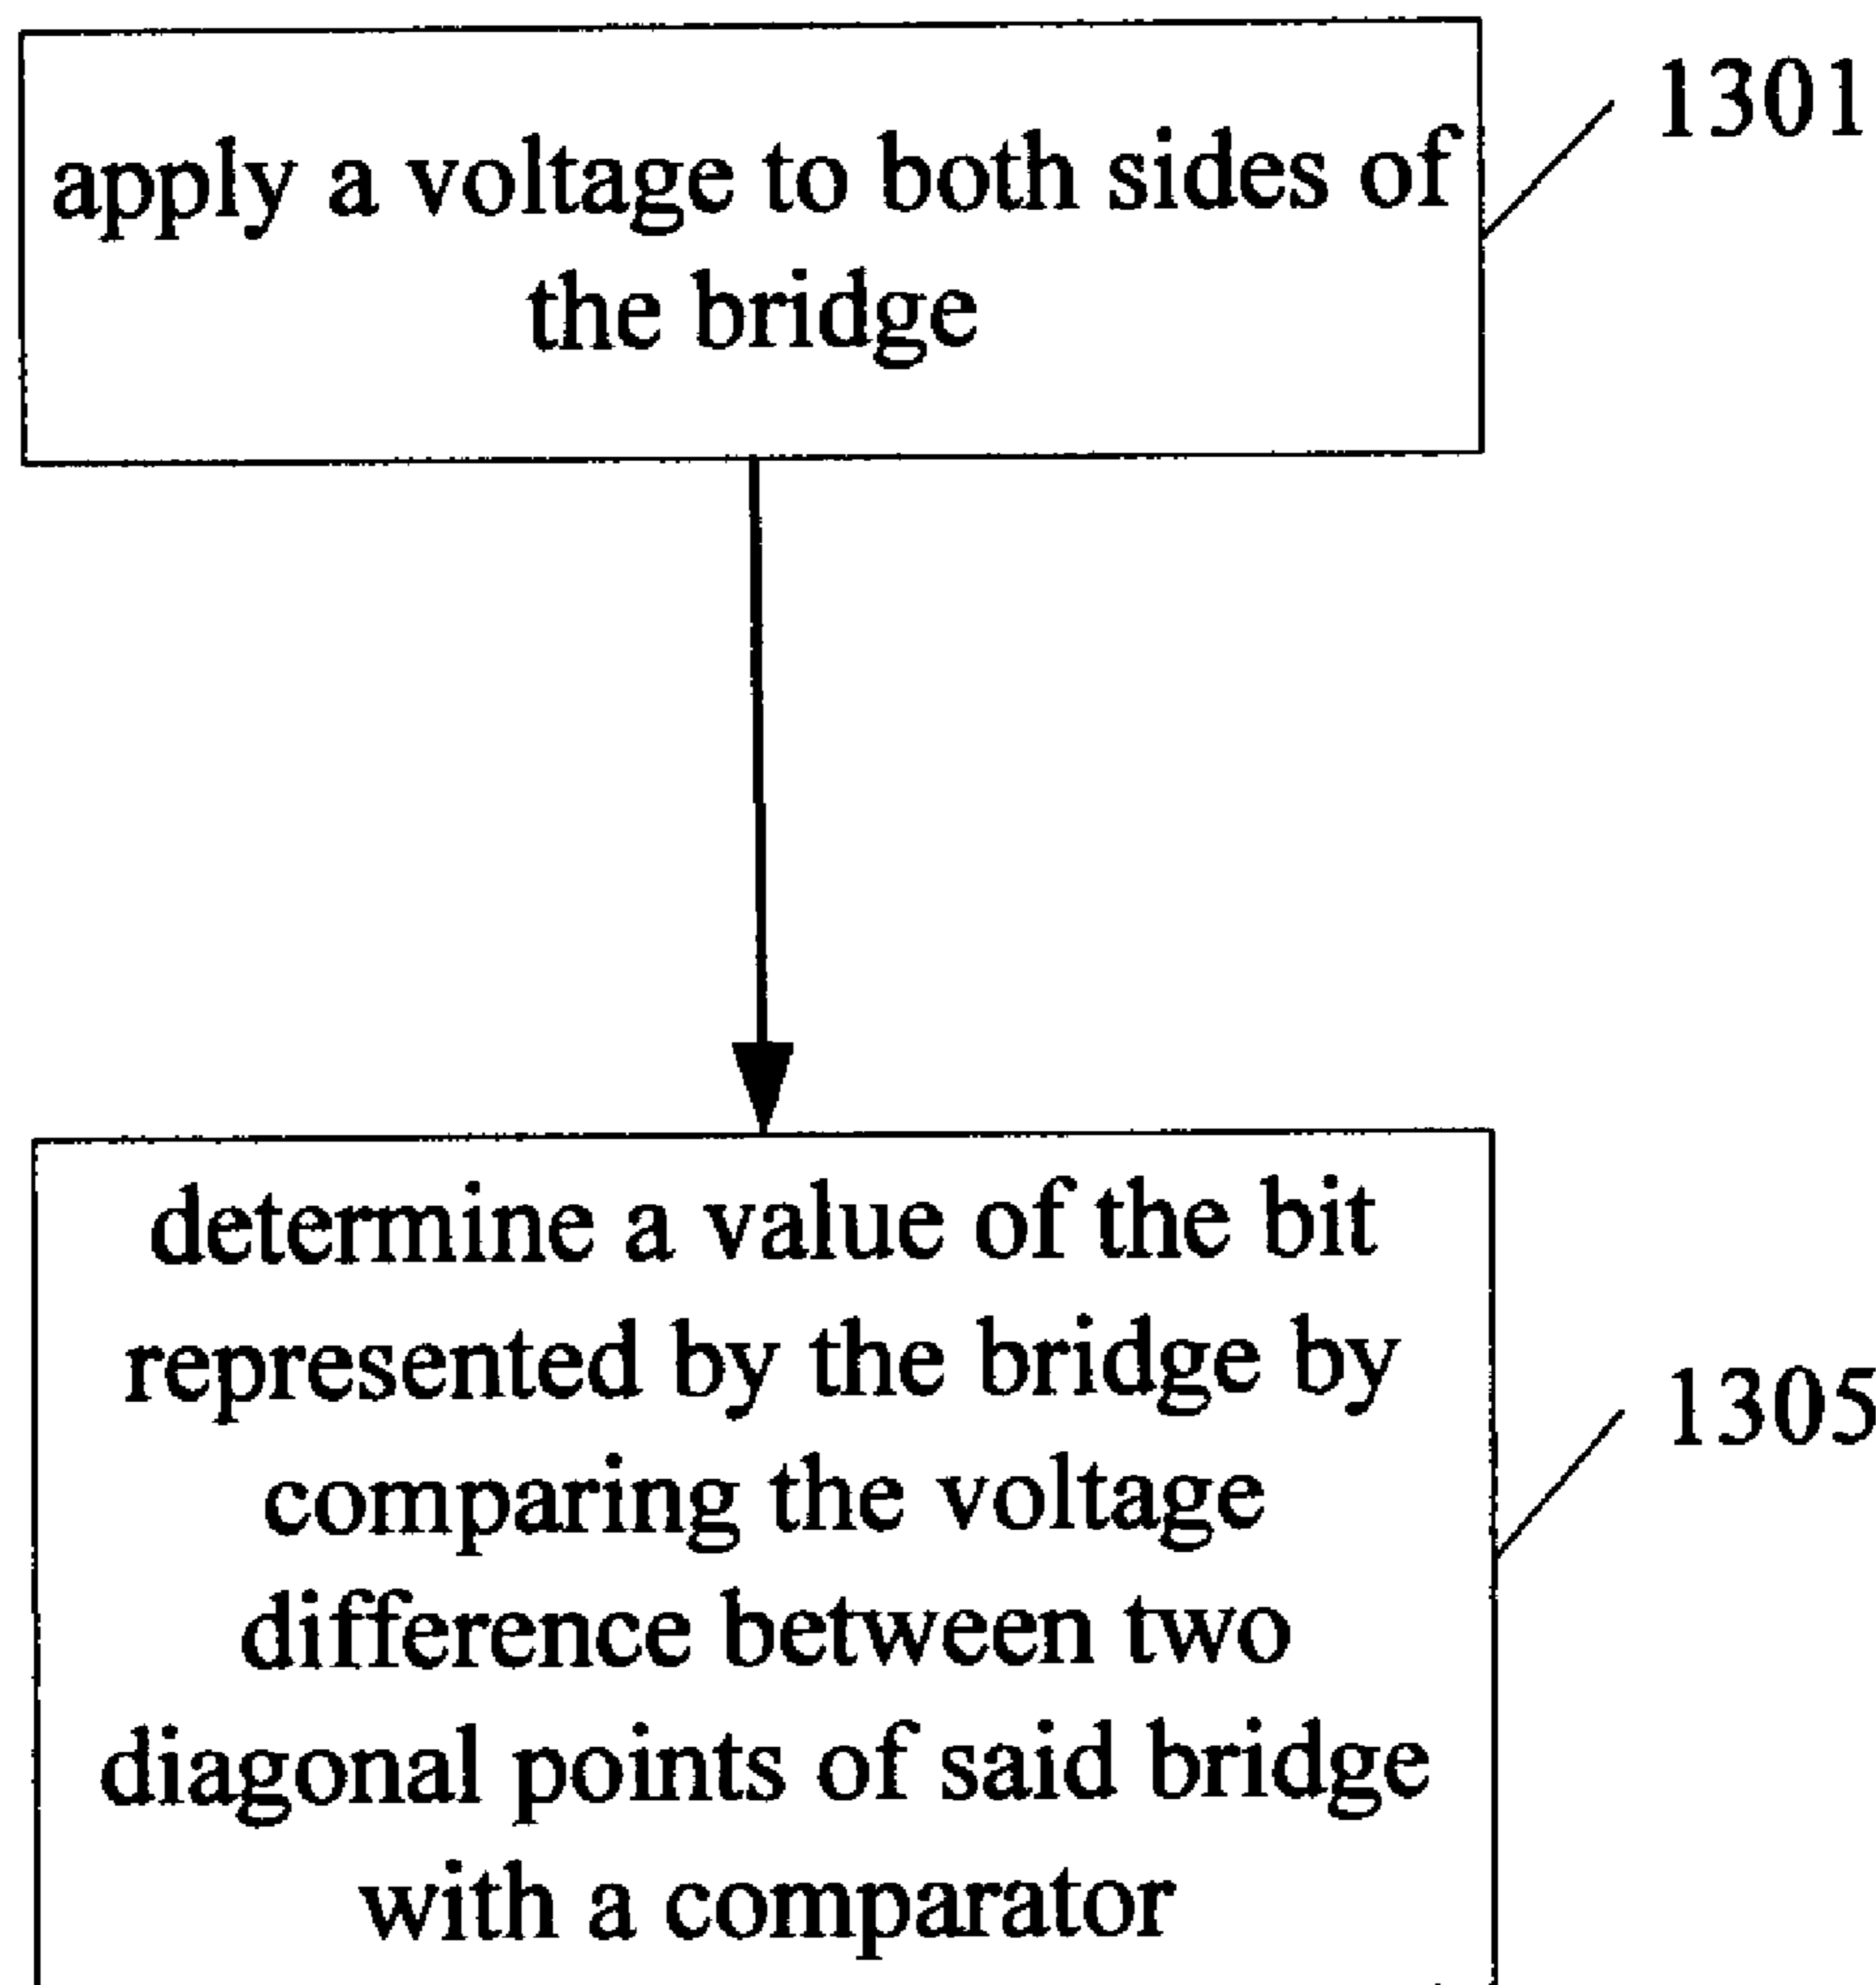 apply a voltage to both sides of
the bridge
1301
determine a value of the bit
represented by the bridge by
comparing the voltage
difference between two
diagonal points of said bridge
with a comparator
1305